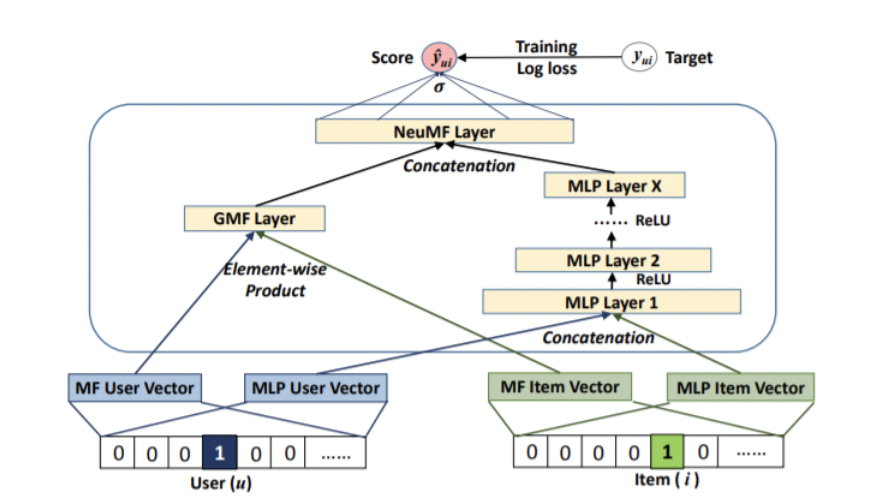 Score ŷui Training yui Target
Log loss
σ
NeuMF Layer
Concatenation
MLP Layer X
GMF Layer
...... ReLU
Element-wise
Product
MLP Layer 2
ReLU
MLP Layer 1
Concatenation
MF User Vector MLP User Vector MF Item Vector MLP Item Vector
0 0 0 1 0 0 ...... 0 0 0 0 1 0 ......
User (u) Item (i)